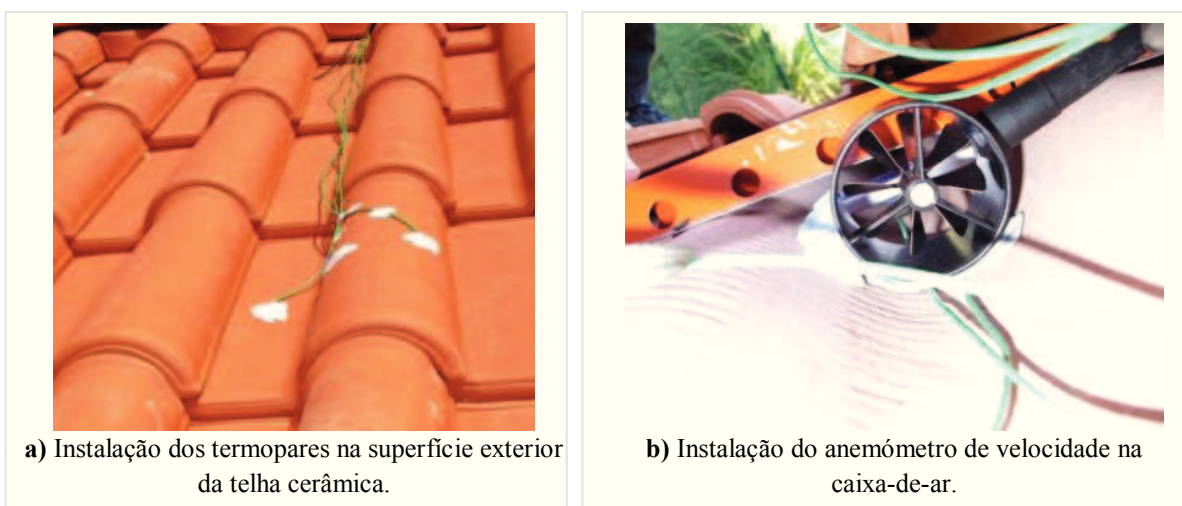 a) Instalação dos termopares na superfície exterior
da telha cerâmica.
b) Instalação do anemómetro de velocidade na
caixa-de-ar.